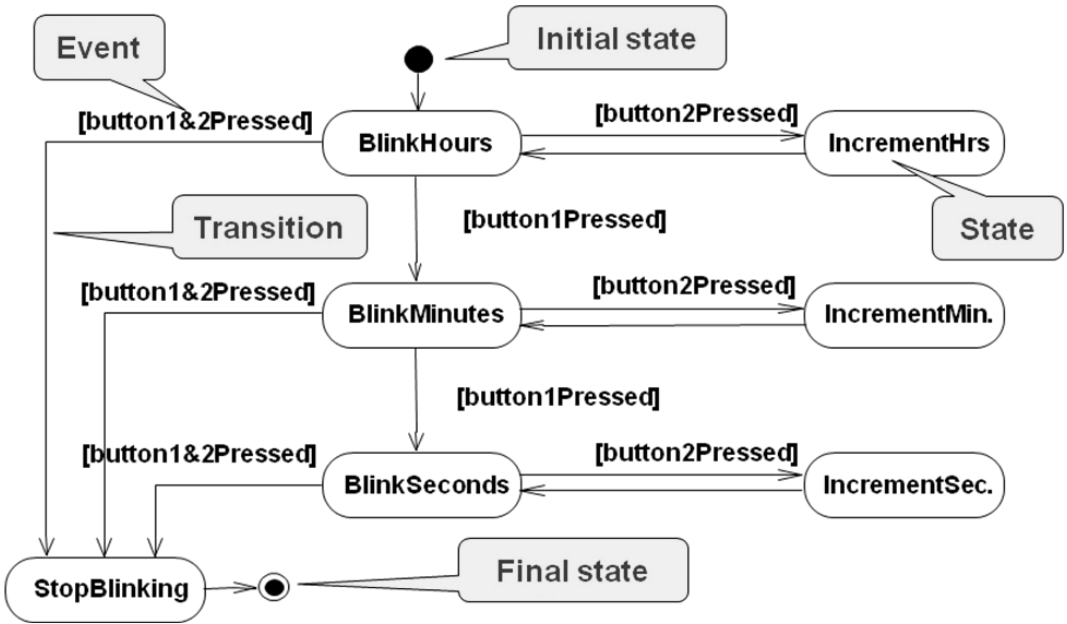 Event
Initial state
[button1&2Pressed]
[button2Pressed]
BlinkHours
IncrementHrs
Transition
[button1Pressed]
State
[button1&2Pressed]
[button2Pressed]
BlinkMinutes
IncrementMin.
[button1Pressed]
[button1&2Pressed]
[button2Pressed]
BlinkSeconds
IncrementSec.
StopBlinking
Final state